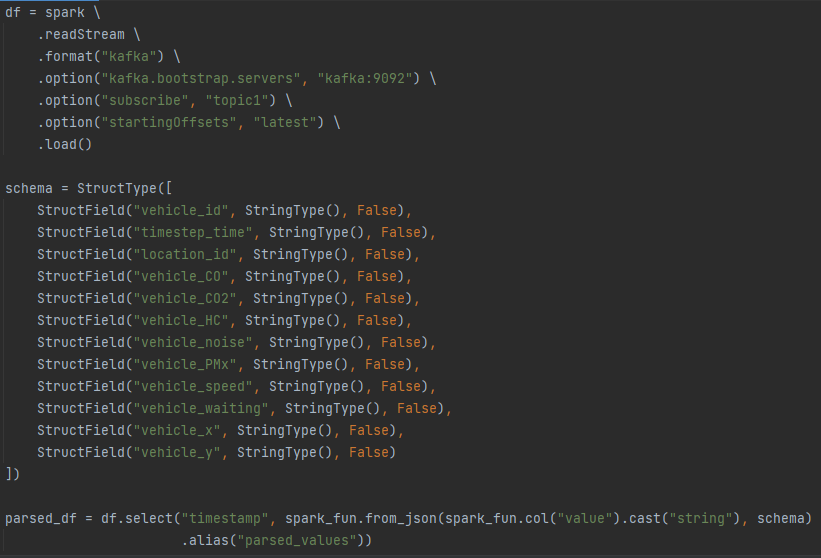 df = spark \
    .readStream \
    .format("kafka") \
    .option("kafka.bootstrap.servers", "kafka:9092") \
    .option("subscribe", "topic1") \
    .option("startingOffsets", "latest") \
    .load()

schema = StructType([
    StructField("vehicle_id", StringType(), False),
    StructField("timestep_time", StringType(), False),
    StructField("location_id", StringType(), False),
    StructField("vehicle_CO", StringType(), False),
    StructField("vehicle_CO2", StringType(), False),
    StructField("vehicle_HC", StringType(), False),
    StructField("vehicle_noise", StringType(), False),
    StructField("vehicle_PMx", StringType(), False),
    StructField("vehicle_speed", StringType(), False),
    StructField("vehicle_waiting", StringType(), False),
    StructField("vehicle_x", StringType(), False),
    StructField("vehicle_y", StringType(), False)
])

parsed_df = df.select("timestamp", spark_fun.from_json(spark_fun.col("value").cast("string"), schema)
                      .alias("parsed_values"))